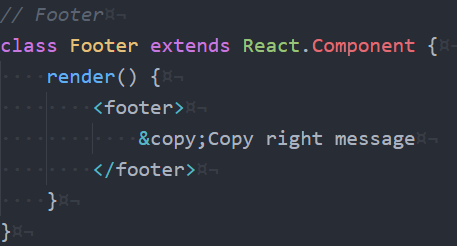 // Footer
class Footer extends React.Component {
    render() {
        <footer>
            &copy;Copy right message
        </footer>
    }
}